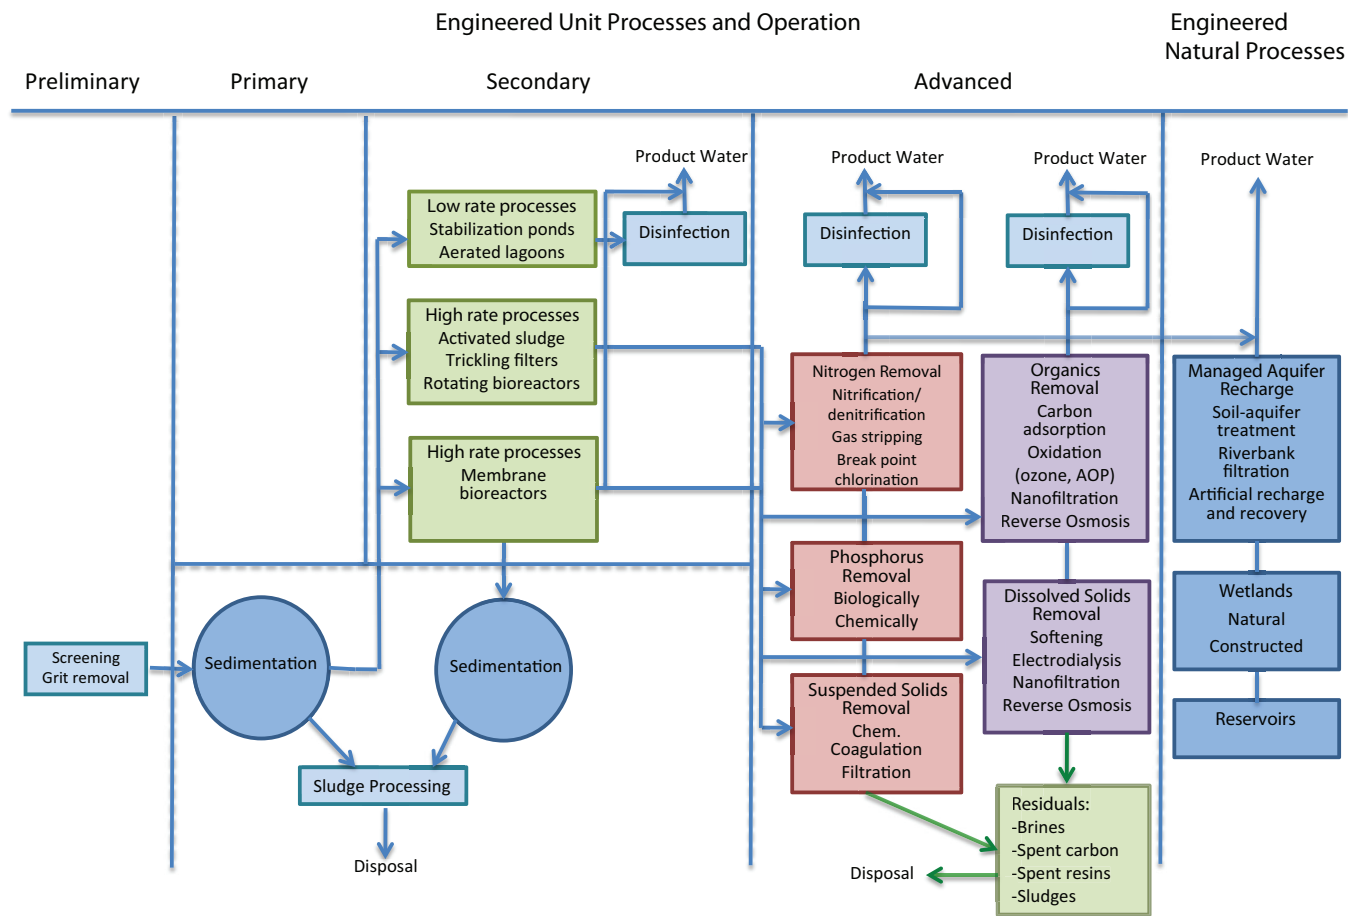 Engineered Unit Processes and Operation
Engineered
Natural Processes
Preliminary
Primary
Secondary
Advanced
Product Water
Product Water
Product Water
Product Water
Low rate processes
Stabilization ponds
Aerated lagoons
Disinfection
Disinfection
Disinfection
High rate processes
Activated sludge
Trickling filters
Rotating bioreactors
High rate processes
Membrane
bioreactors
Nitrogen Removal
Nitrification/
denitrification
Gas stripping
Break point
chlorination
Organics
Removal
Carbon
adsorption
Oxidation
(ozone, AOP)
Nanofiltration
Reverse Osmosis
Managed Aquifer
Recharge
Soil-aquifer
treatment
Riverbank
filtration
Artificial recharge
and recovery
Phosphorus
Removal
Biologically
Chemically
Dissolved Solids
Removal
Softening
Electrodialysis
Nanofiltration
Reverse Osmosis
Wetlands
Natural
Constructed
Screening
Grit removal
Sedimentation
Sedimentation
Suspended Solids
Removal
Chem.
Coagulation
Filtration
Reservoirs
Sludge Processing
Disposal
Residuals:
-Brines
-Spent carbon
-Spent resins
-Sludges
Disposal